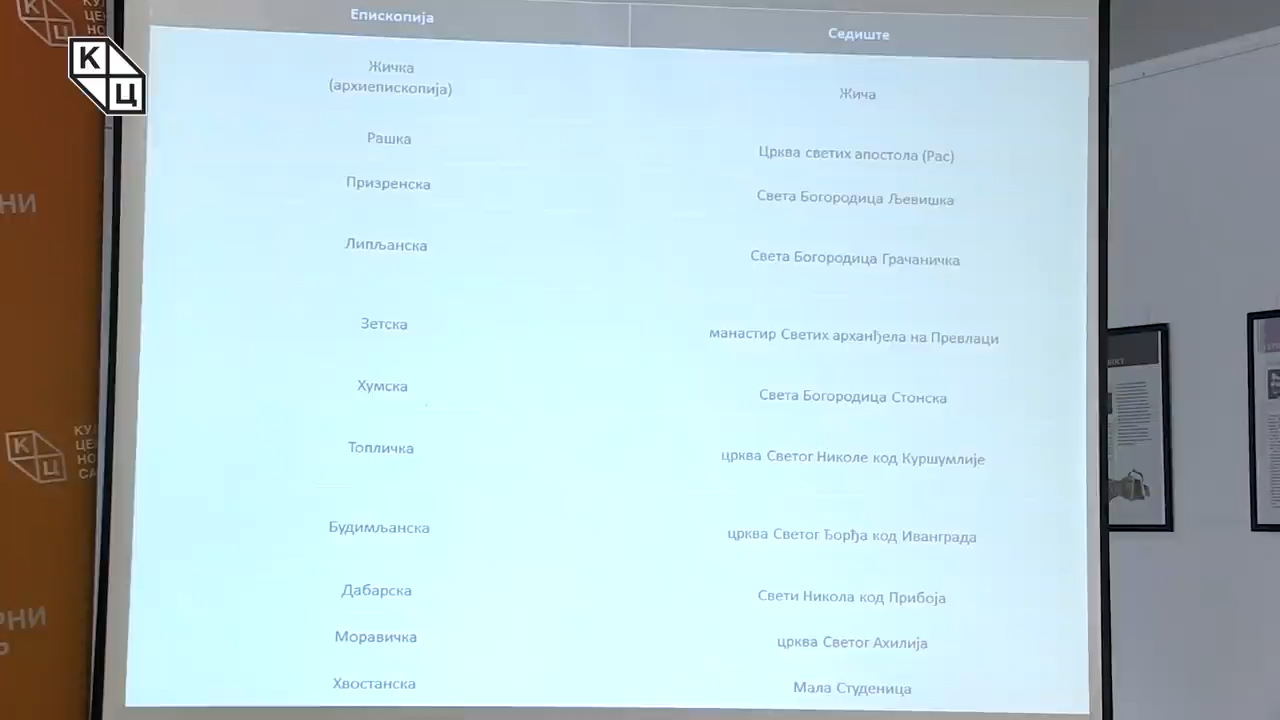 Епископија Седиште
Жичка
(архиепископија) Жича
Рашка Црква светих апостола (Рас)
Призренска Света Богородица Љевишка
Липљанска Света Богородица Грачаничка
Зетска манастир Светих арханђела на Превлаци
Хумска Света Богородица Стонска
Топличка црква Светог Николе код Куршумлије
Будимљанска црква Светог Ђорђа код Иванграда
Дабарска Свети Никола код Прибоја
Моравичка црква Светог Ахилија
Хвостанска Мала Студеница
К Ц
К Ц